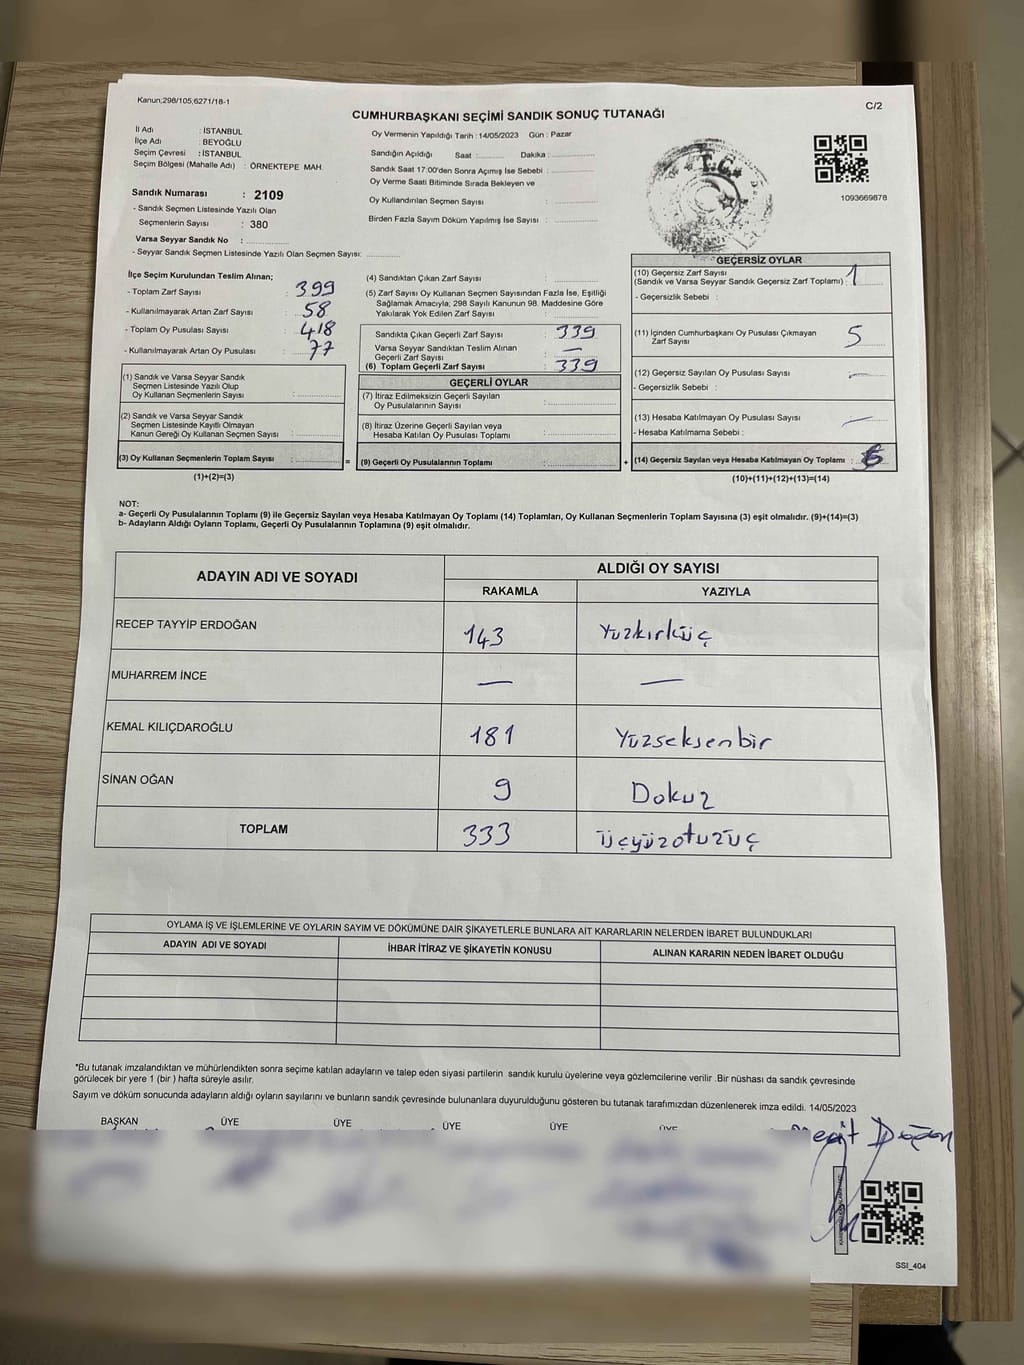 Kanun;298/105,6271/18-1
C/2
CUMHURBAŞKANI SEÇİMİ SANDIK SONUÇ TUTANAĞI
İl Adı : İSTANBUL
İlçe Adı : BEYOĞLU
Seçim Çevresi : İSTANBUL
Seçim Bölgesi (Mahalle Adı) : ÖRNEKTEPE MAH.
Sandık Numarası : 2109
- Sandık Seçmen Listesinde Yazılı Olan
Seçmenlerin Sayısı : 380
Varsa Seyyar Sandık No :
- Seyyar Sandık Seçmen Listesinde Yazılı Olan Seçmen Sayısı:
Oy Vermenin Yapıldığı Tarih : 14/05/2023 Gün : Pazar
Sandığın Açıldığı Saat : Dakika :
Sandık Saat 17:00'den Sonra Açımış İse Sebebi :
Oy Verme Saati Bitiminde Sırada Bekleyen ve
Oy Kullandırılan Seçmen Sayısı :
Birden Fazla Sayım Döküm Yapılmış İse Sayısı :
T.C.
1093669878
İlçe Seçim Kurulundan Teslim Alınan;
- Toplam Zarf Sayısı : 399
- Kullanılmayarak Artan Zarf Sayısı : 58
- Toplam Oy Pusulası Sayısı : 418
- Kullanılmayarak Artan Oy Pusulası : 77
(1) Sandık ve Varsa Seyyar Sandık
Seçmen Listesinde Yazılı Olup
Oy Kullanan Seçmenlerin Sayısı :
(2) Sandık ve Varsa Seyyar Sandık
Seçmen Listesinde Kayıtlı Olmayan
Kanun Gereği Oy Kullanan Seçmen Sayısı :
(3) Oy Kullanan Seçmenlerin Toplam Sayısı :
(1)+(2)=(3)
(4) Sandıktan Çıkan Zarf Sayısı :
(5) Zarf Sayısı Oy Kullanan Seçmen Sayısından Fazla İse, Eşitliği
Sağlamak Amacıyla, 298 Sayılı Kanunun 98. Maddesine Göre
Yakılarak Yok Edilen Zarf Sayısı :
Sandıkta Çıkan Geçerli Zarf Sayısı : 339
Varsa Seyyar Sandıktan Teslim Alınan
Geçerli Zarf Sayısı : —
(6) Toplam Geçerli Zarf Sayısı : 339
GEÇERLİ OYLAR
(7) İtiraz Edilmeksizin Geçerli Sayılan
Oy Pusulalarının Sayısı :
(8) İtiraz Üzerine Geçerli Sayılan veya
Hesaba Katılan Oy Pusulası Toplamı :
= (9) Geçerli Oy Pusulalarının Toplamı : +
GEÇERSİZ OYLAR
(10) Geçersiz Zarf Sayısı
(Sandık ve Varsa Seyyar Sandık Geçersiz Zarf Toplamı) : 1
- Geçersizlik Sebebi :
(11) İçinden Cumhurbaşkanı Oy Pusulası Çıkmayan
Zarf Sayısı : 5
(12) Geçersiz Sayılan Oy Pusulası Sayısı : —
- Geçersizlik Sebebi :
(13) Hesaba Katılmayan Oy Pusulası Sayısı : —
- Hesaba Katılmama Sebebi :
(14) Geçersiz Sayılan veya Hesaba Katılmayan Oy Toplamı : 6
(10)+(11)+(12)+(13)=(14)
NOT:
a- Geçerli Oy Pusulasının Toplamı (9) ile Geçersiz Sayılan veya Hesaba Katılmayan Oy Toplamı (14) Toplamları, Oy Kullanan Seçmenlerin Toplam Sayısına (3) eşit olmalıdır. (9)+(14)=(3)
b- Adayların Aldığı Oyların Toplamı, Geçerli Oy Pusulalarının Toplamına (9) eşit olmalıdır.
ADAYIN ADI VE SOYADI ALDIĞI OY SAYISI
RAKAMLA YAZIYLA
RECEP TAYYİP ERDOĞAN 143 Yüzkırküç
MUHARREM İNCE — —
KEMAL KILIÇDAROĞLU 181 Yüzseksenbir
SİNAN OĞAN 9 Dokuz
TOPLAM 333 üçyüzotuzüç
OYLAMA İŞ VE İŞLEMLERİNE VE OYLARIN SAYIM VE DÖKÜMÜNE DAİR ŞİKAYETLERLE BUNLARA AİT KARARLARIN NELERDEN İBARET BULUNDUKLARI
ADAYIN ADI VE SOYADI İHBAR İTİRAZ VE ŞİKAYETİN KONUSU ALINAN KARARIN NEDEN İBARET OLDUĞU
*Bu tutanak imzalandıktan ve mühürlendikten sonra seçime katılan adayların ve talep eden siyasi partilerin sandık kurulu üyelerine veya gözlemcilerine verilir .Bir nüshası da sandık çevresinde
görülecek bir yere 1 (bir ) hafta süreyle asılır.
Sayım ve döküm sonucunda adayların aldığı oyların sayılarını ve bunların sandık çevresinde bulunanlara duyurulduğunu gösteren bu tutanak tarafımızdan düzenlenerek imza edildi. 14/05/2023
BAŞKAN ÜYE ÜYE ÜYE ÜYE ÜYE
SSI_404